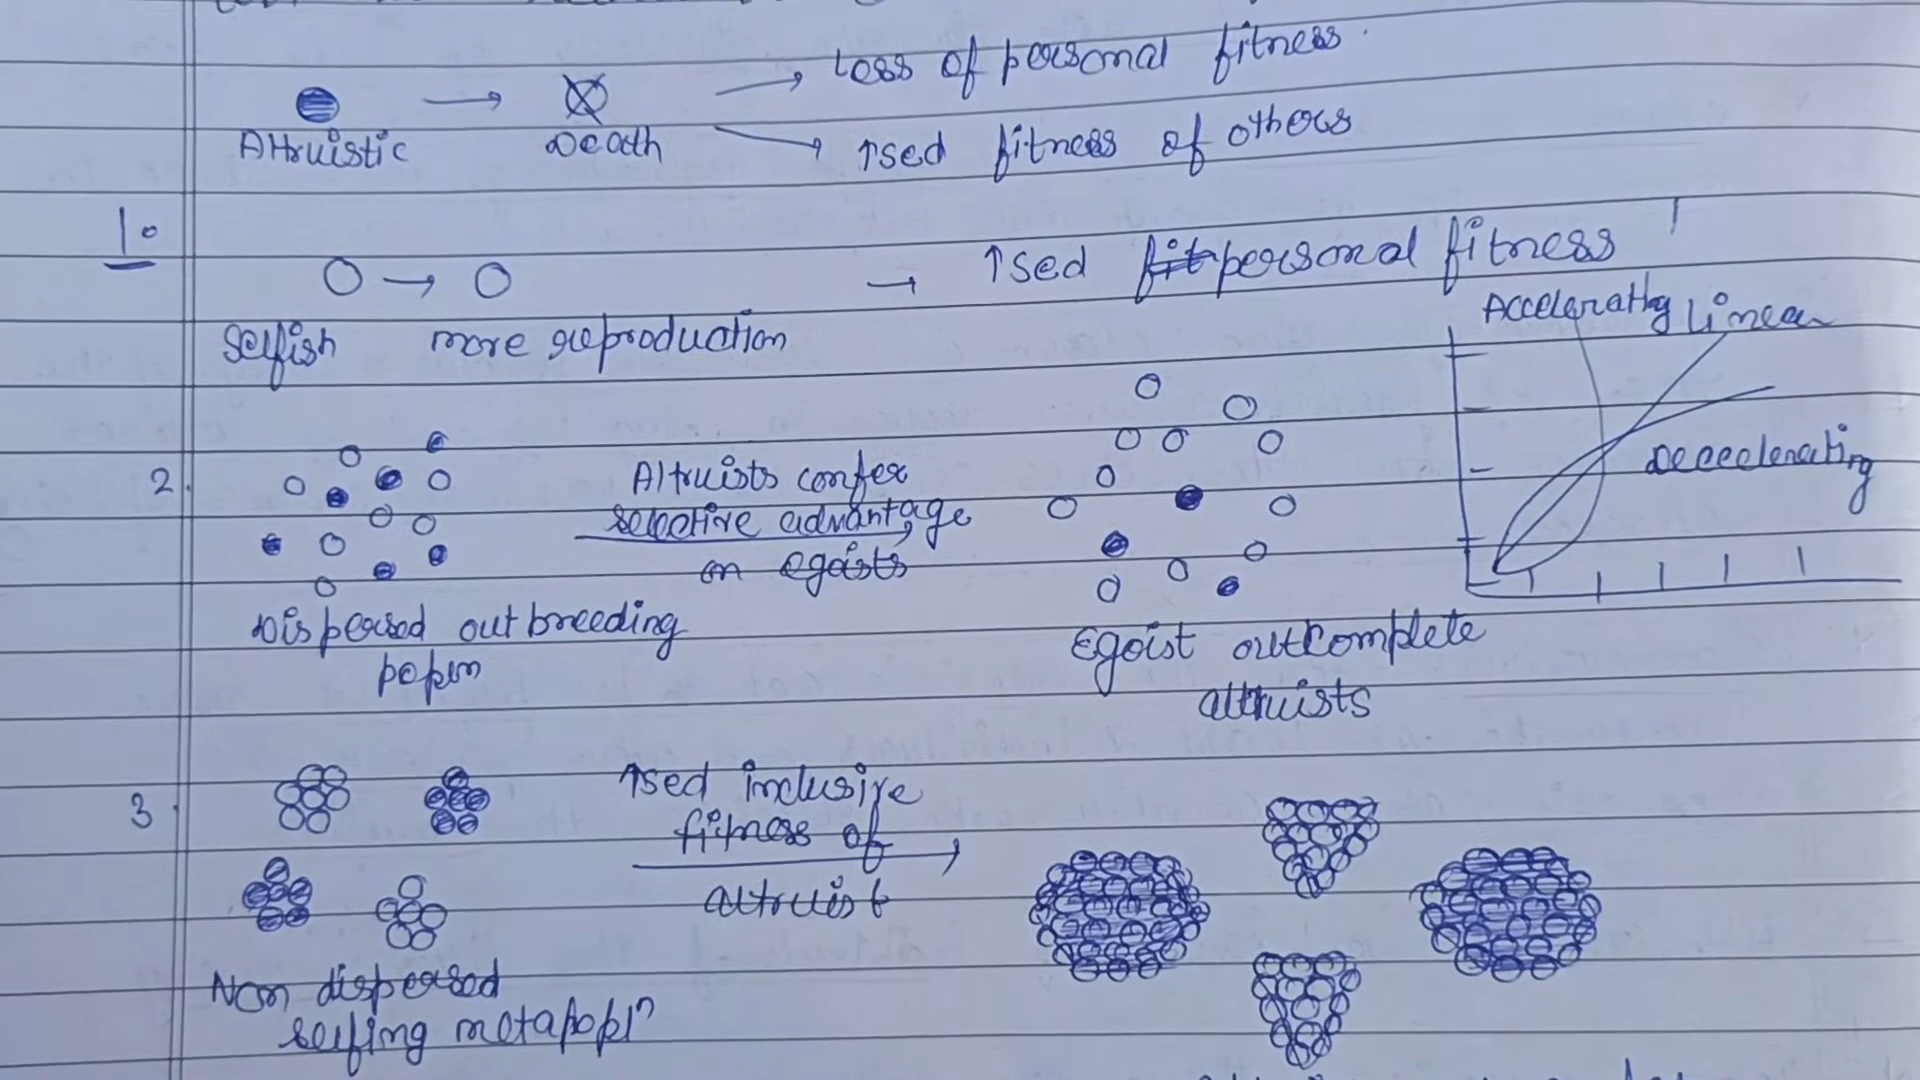 → Loss of personal fitness.
Altruistic → Death
→ ↑sed fitness of others
1.
→ ↑sed personal fitness
Selfish more reproduction
Accelerating linear
Decelerating
2.
Altruists confer
selective advantage
on egoists
Dispersed outbreeding
popln
Egoist outcomplete
altruists
3.
↑sed inclusive
fitness of
altruist
Non dispersed
selfing metapopln